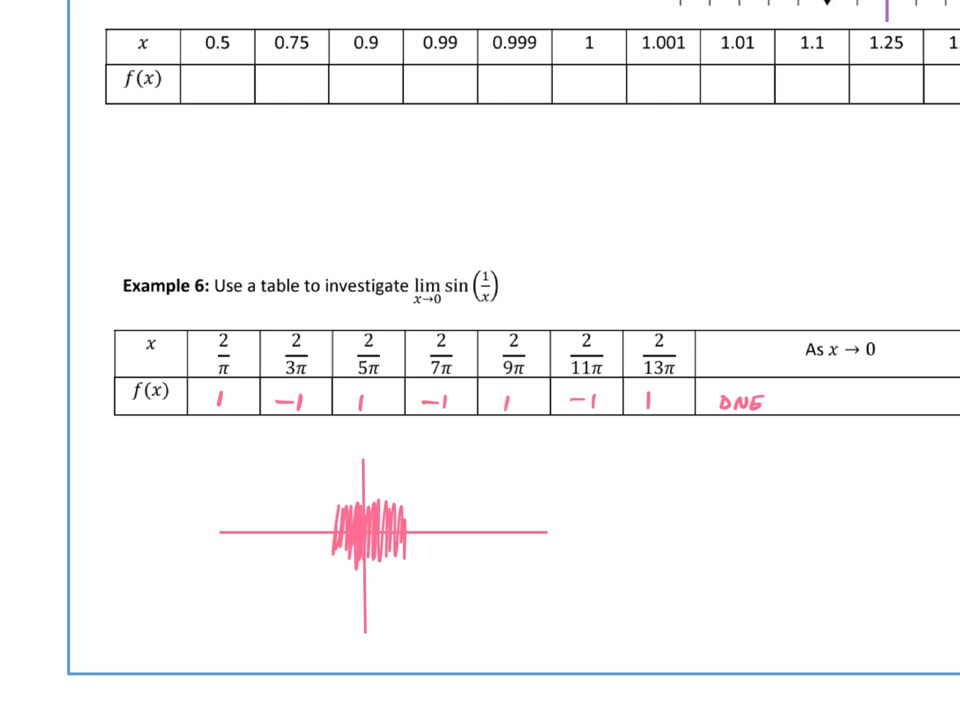 x 0.5 0.75 0.9 0.99 0.999 1 1.001 1.01 1.1 1.25
f(x)
Example 6: Use a table to investigate lim x→0 sin (1/x)
x 2/π 2/3π 2/5π 2/7π 2/9π 2/11π 2/13π As x → 0
f(x) 1 −1 1 −1 1 −1 1 DNE